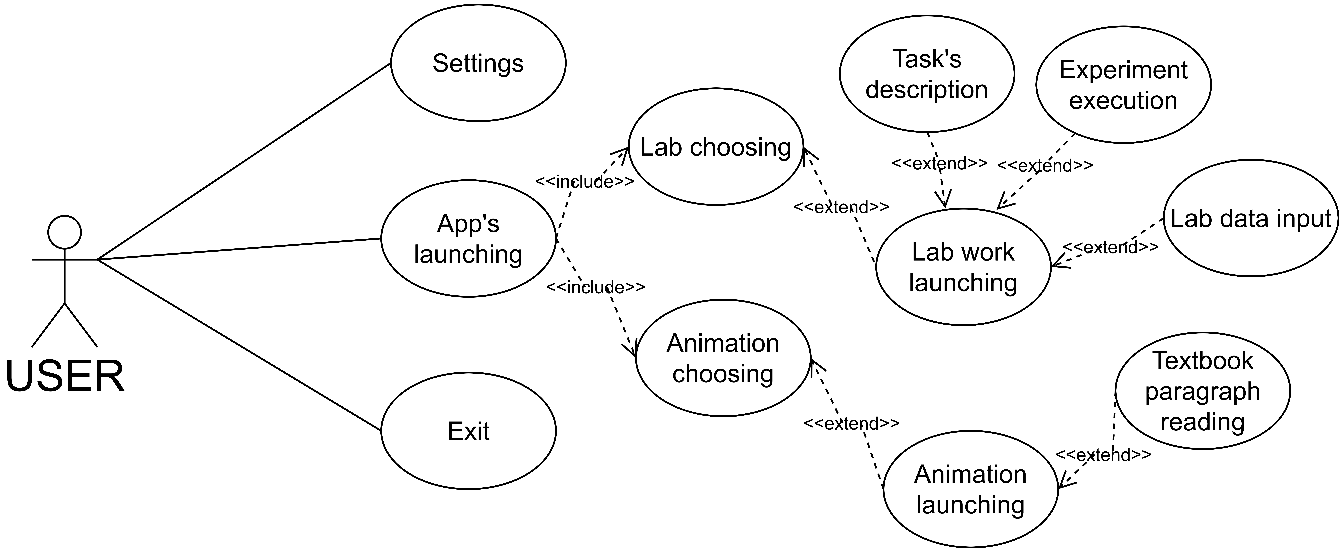 Settings
Task's
description
Experiment
execution
Lab choosing
<<extend>>
<<extend>>
<<include>>
<<extend>>
Lab data input
App's
launching
<<extend>>
Lab work
launching
<<include>>
Animation
choosing
Textbook
paragraph
reading
USER
Exit
<<extend>>
<<extend>>
Animation
launching